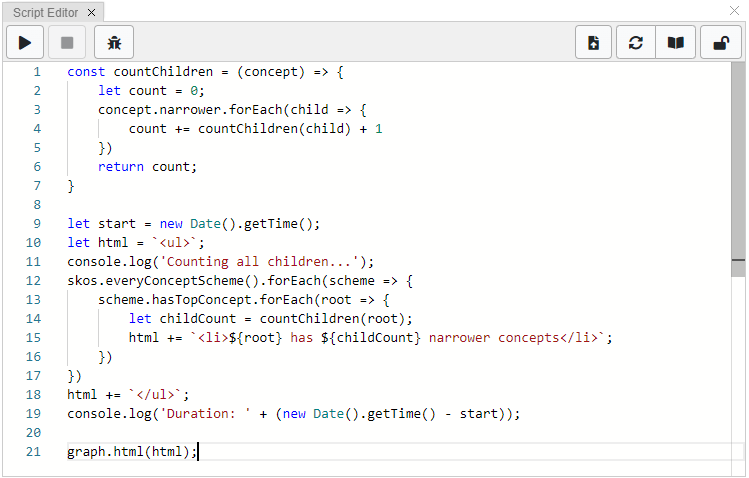 Script Editor
1 const countChildren = (concept) => {
2 let count = 0;
3 concept.narrower.forEach(child => {
4 count += countChildren(child) + 1
5 })
6 return count;
7 }
8
9 let start = new Date().getTime();
10 let html = `<ul>`;
11 console.log('Counting all children...');
12 skos.everyConceptScheme().forEach(scheme => {
13 scheme.hasTopConcept.forEach(root => {
14 let childCount = countChildren(root);
15 html += `<li>${root} has ${childCount} narrower concepts</li>`;
16 })
17 })
18 html += `</ul>`;
19 console.log('Duration: ' + (new Date().getTime() - start));
20
21 graph.html(html);